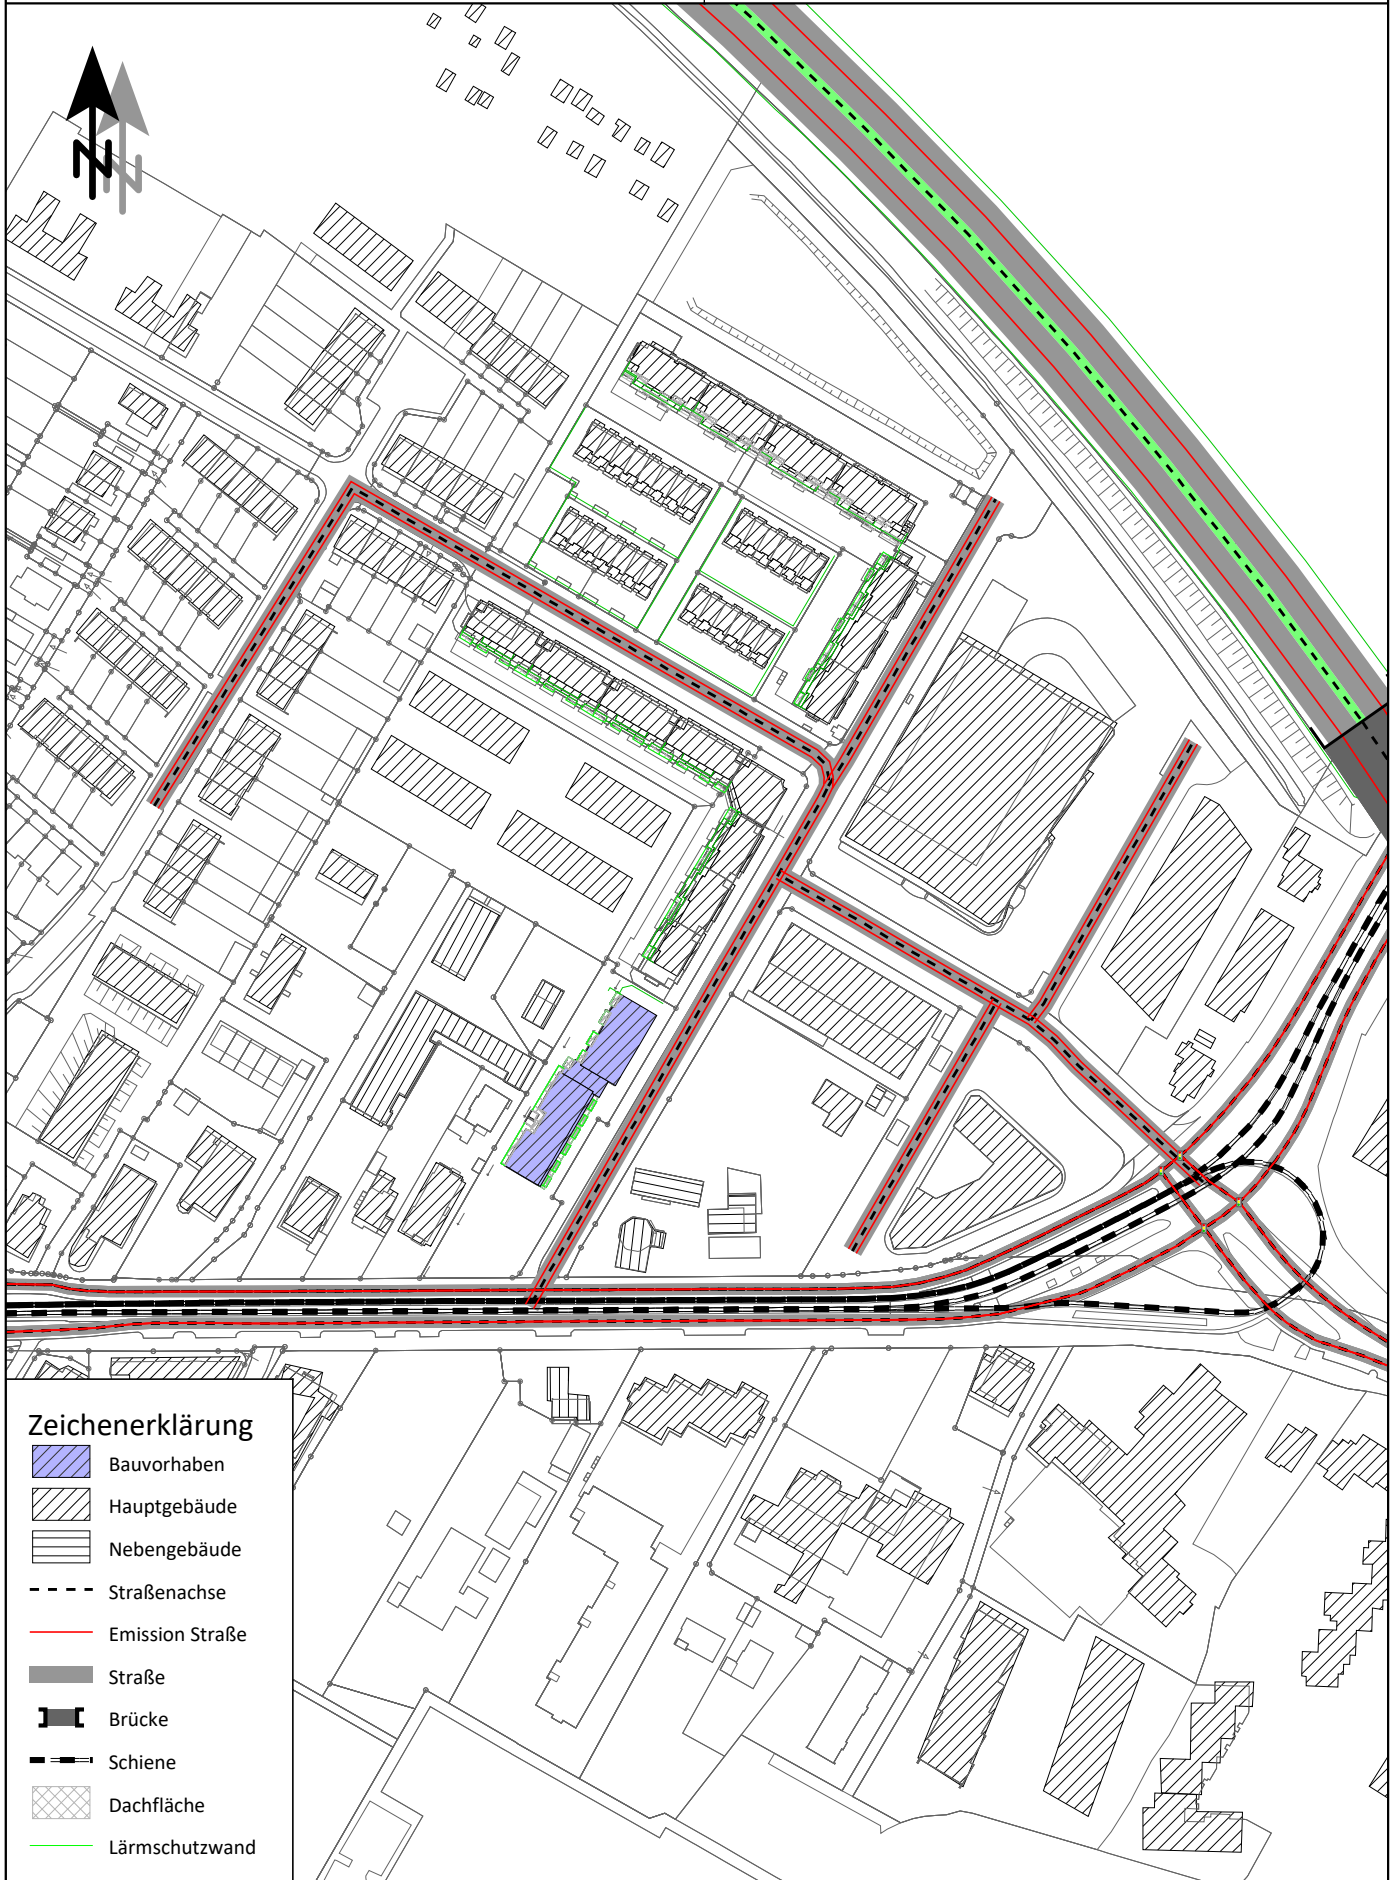 N
Zeichenerklärung
Bauvorhaben
Hauptgebäude
Nebengebäude
Straßenachse
Emission Straße
Straße
Brücke
Schiene
Dachfläche
Lärmschutzwand